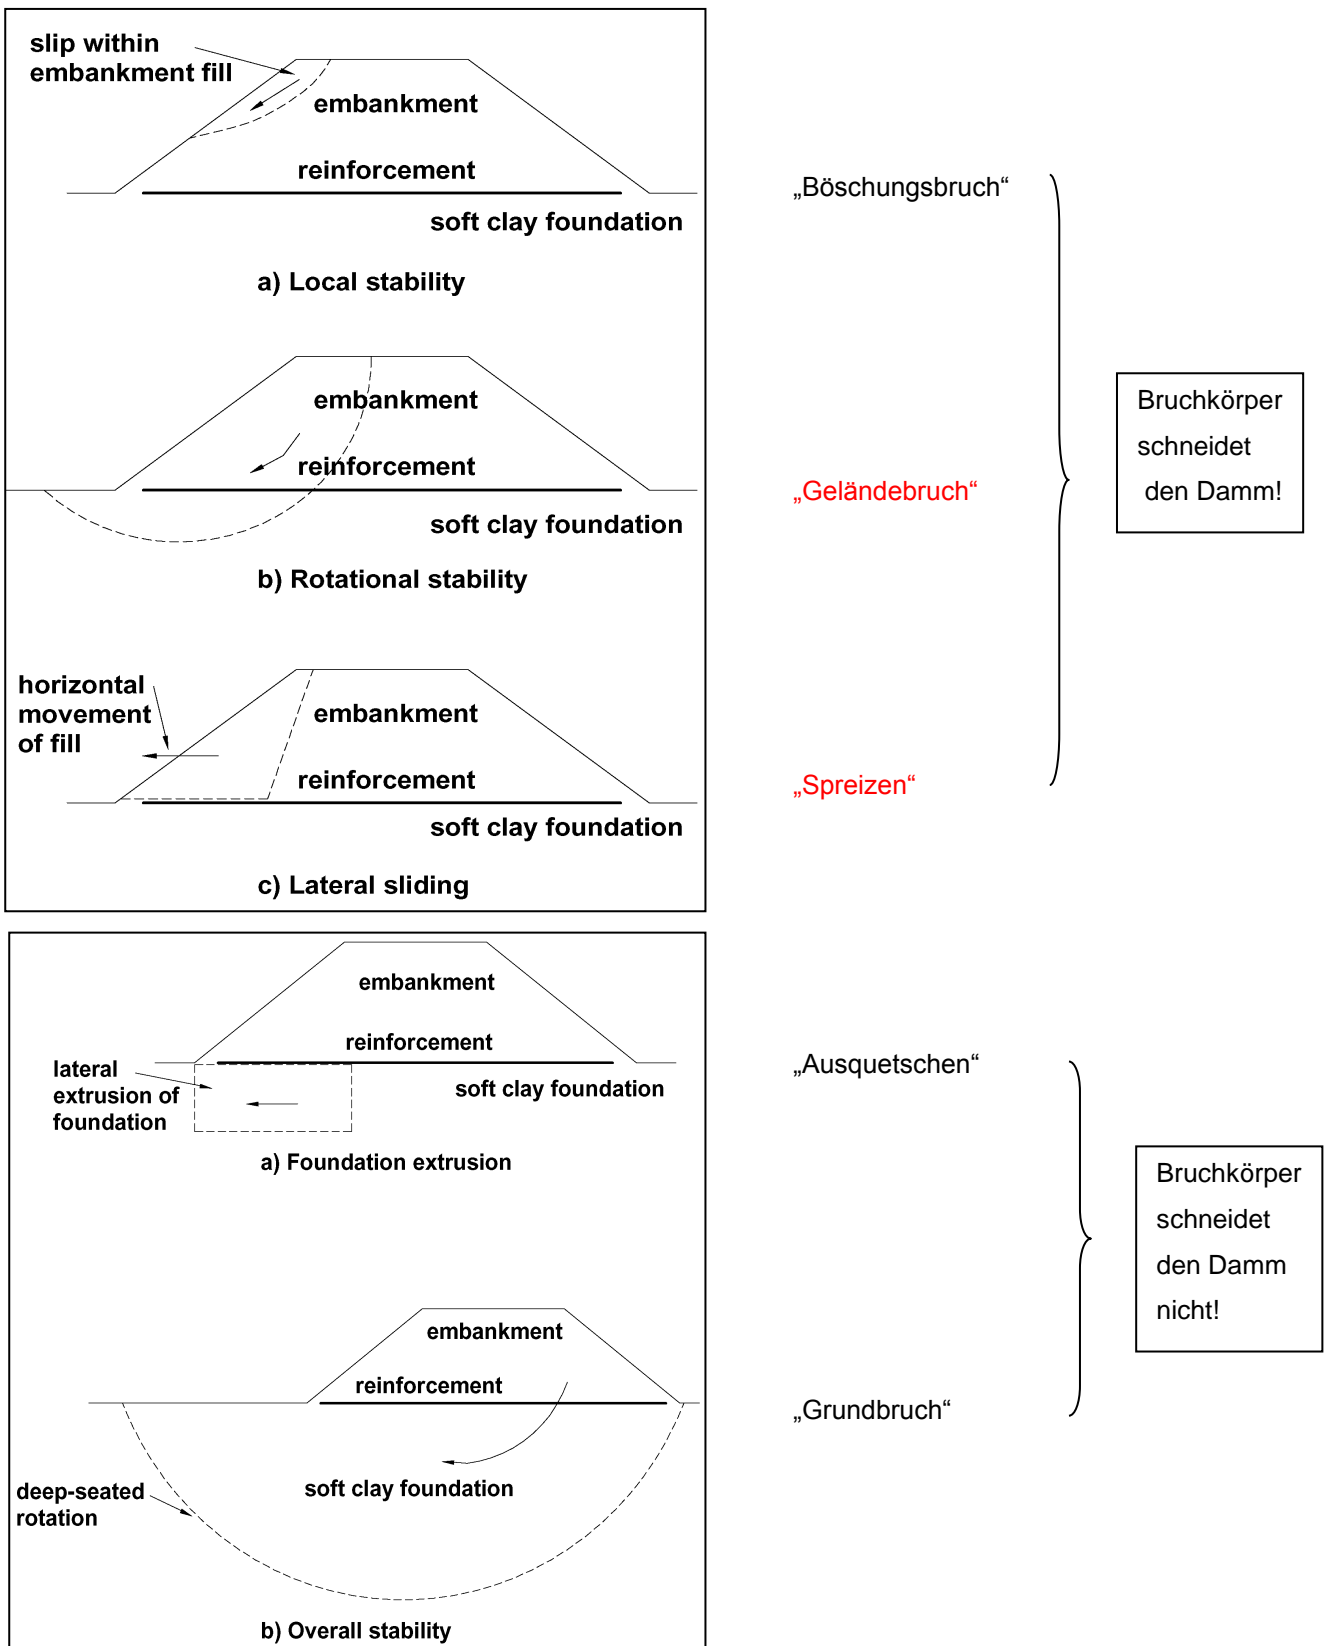 slip within
embankment fill
embankment
reinforcement
soft clay foundation
a) Local stability
„Böschungsbruch“
embankment
reinforcement
soft clay foundation
b) Rotational stability
„Geländebruch“
Bruchkörper
schneidet
den Damm!
horizontal
movement
of fill
embankment
reinforcement
soft clay foundation
c) Lateral sliding
„Spreizen“
embankment
reinforcement
lateral
extrusion of
foundation
soft clay foundation
a) Foundation extrusion
„Ausquetschen“
Bruchkörper
schneidet
den Damm
nicht!
embankment
reinforcement
soft clay foundation
deep-seated
rotation
b) Overall stability
„Grundbruch“